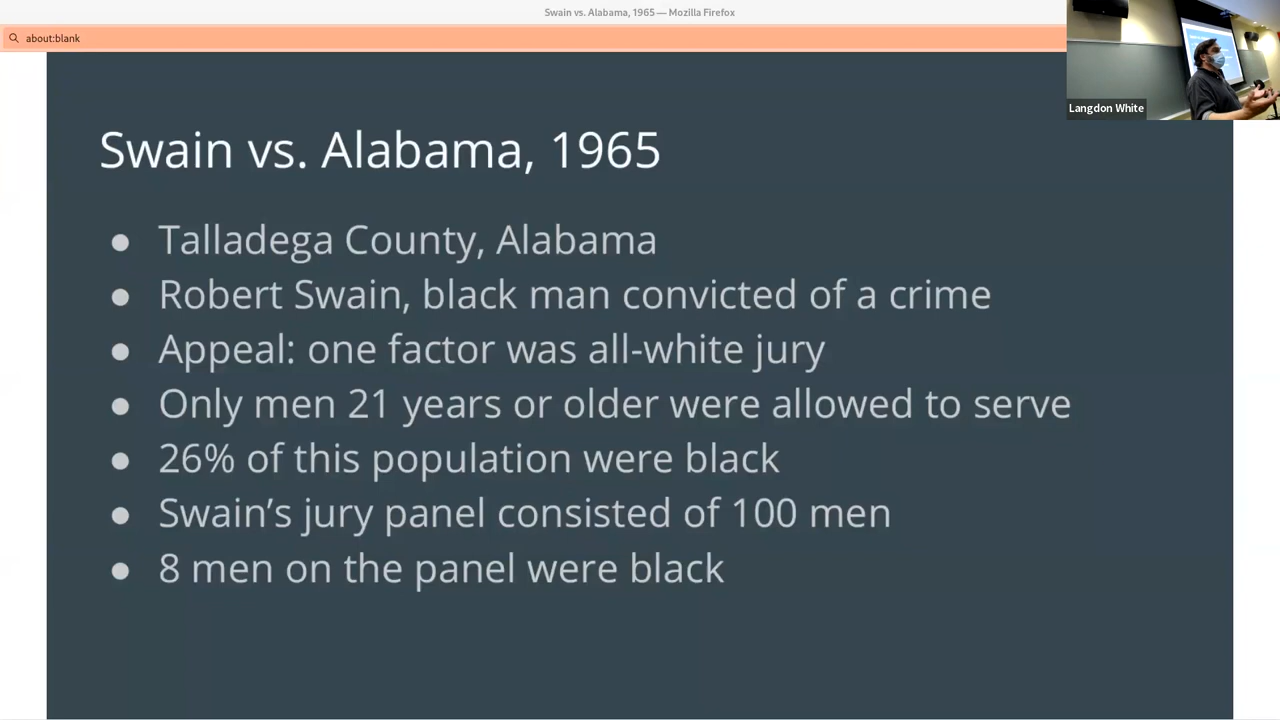 Swain vs. Alabama, 1965 — Mozilla Firefox
about:blank
Langdon White
Swain vs. Alabama, 1965
● Talladega County, Alabama
● Robert Swain, black man convicted of a crime
● Appeal: one factor was all-white jury
● Only men 21 years or older were allowed to serve
● 26% of this population were black
● Swain’s jury panel consisted of 100 men
● 8 men on the panel were black